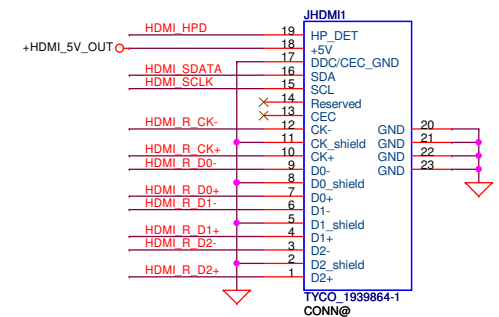 JHDMI1
HDMI_HPD 19 HP_DET
+HDMI_5V_OUT 18 +5V
17 DDC/CEC_GND
HDMI_SDATA 16 SDA
HDMI_SCLK 15 SCL
14 Reserved
13 CEC
HDMI_R_CK- 12 CK- GND 20
11 CK_shield GND 21
HDMI_R_CK+ 10 CK+ GND 22
HDMI_R_D0- 9 D0- GND 23
8 D0_shield
HDMI_R_D0+ 7 D0+
HDMI_R_D1- 6 D1-
5 D1_shield
HDMI_R_D1+ 4 D1+
HDMI_R_D2- 3 D2-
2 D2_shield
HDMI_R_D2+ 1 D2+
TYCO_1939864-1
CONN@